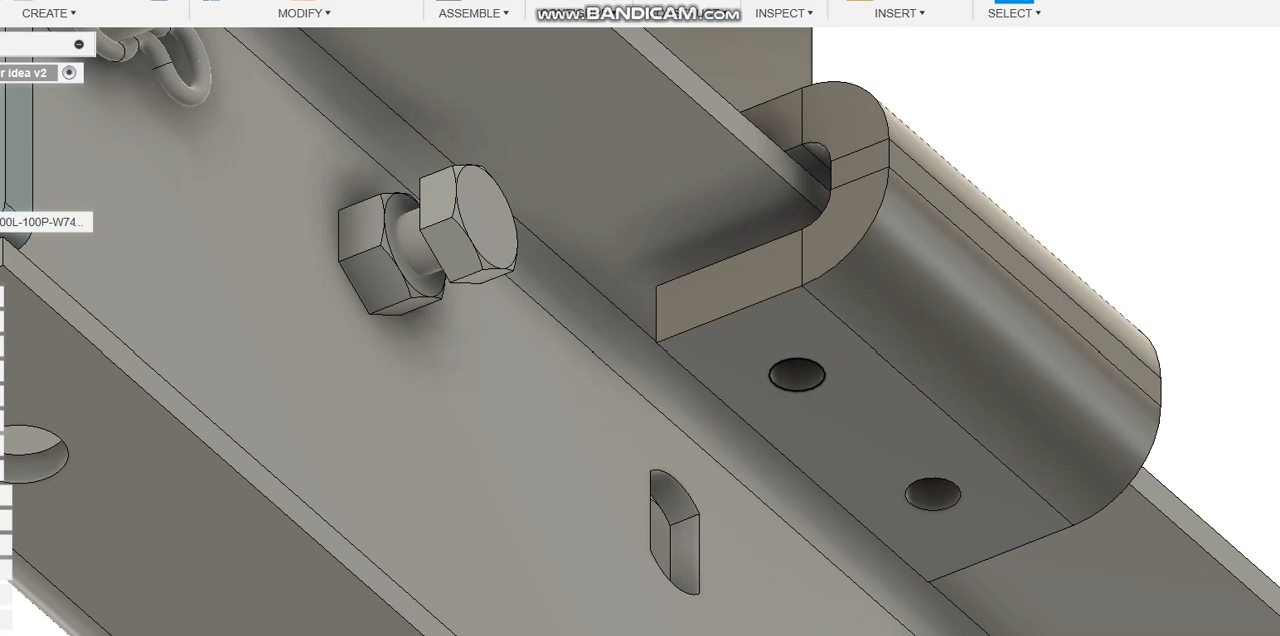 CREATE▾ MODIFY▾ ASSEMBLE▾ www.BANDICAM.com INSPECT▾ INSERT▾ SELECT▾
r idea v2
00L-100P-W74...